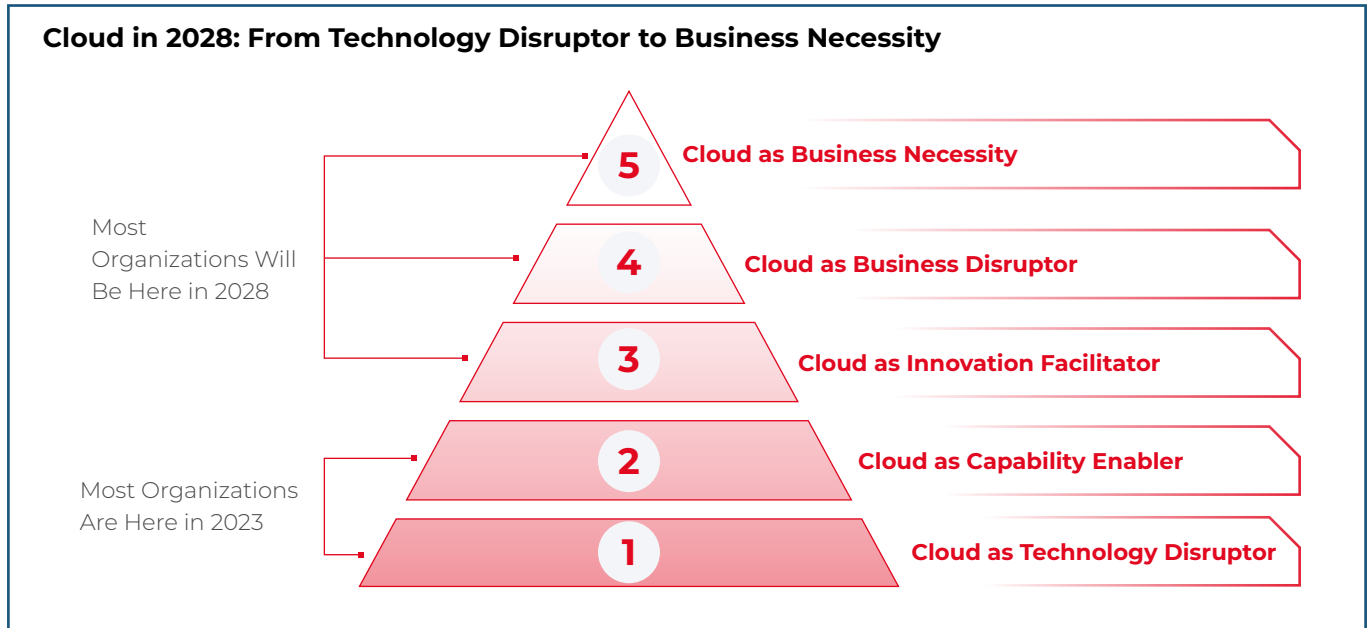 Cloud in 2028: From Technology Disruptor to Business Necessity
5
Cloud as Business Necessity
Most
Organizations Will
Be Here in 2028
4
Cloud as Business Disruptor
3
Cloud as Innovation Facilitator
2
Cloud as Capability Enabler
Most Organizations
Are Here in 2023
1
Cloud as Technology Disruptor